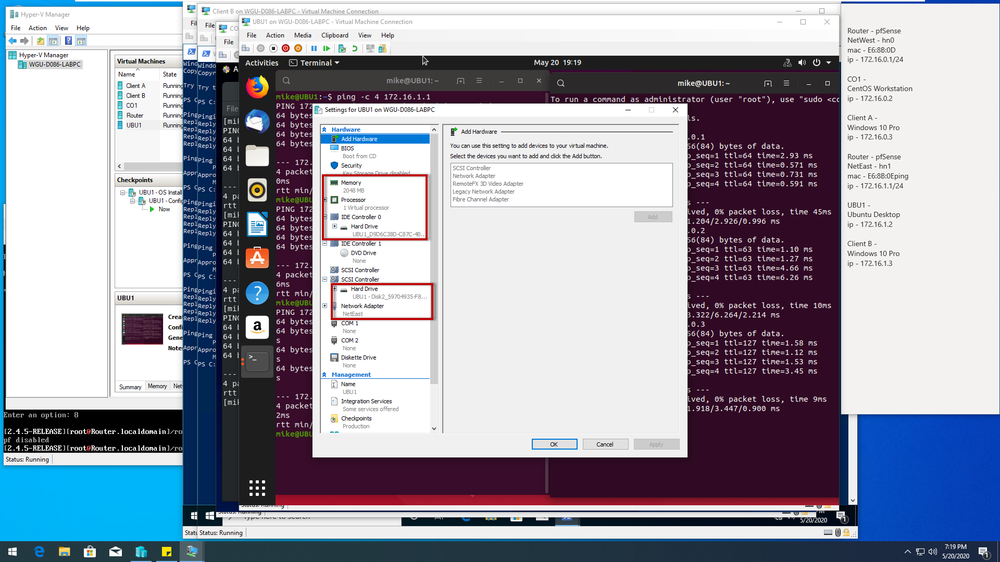 Hyper-V Manager
File Action View Help
Hyper-V Manager
WGU-D086-LABPC
Virtual Machines
Name State
Client A Running
Client B Running
CO1 Running
Router Running
UBU1 Running
Checkpoints
UBU1 - OS Install
UBU1 - Config
Now
UBU1
Summary Memory
Enter an option: 8
[2.4.5-RELEASE][root@Router.localdomain]/ro
pf disabled
[2.4.5-RELEASE][root@Router.localdomain]/ro
Status: Running
Client B on WGU-D086-LABPC - Virtual Machine Connection
File
UBU1 on WGU-D086-LABPC - Virtual Machine Connection
File Action Media Clipboard View Help
Activities Terminal May 20 19:19
mike@UBU1: ~
mike@UBU1:~$ ping -c 4 172.16.1.1
PING 172
64 bytes
64 bytes
64 bytes
64 bytes
--- 172.
4 packet
0ms
rtt min/
mike@UBU
PING 172
64 bytes
64 bytes
64 bytes
64 bytes
--- 172.
4 packet
6ms
rtt min/
mike@UBU
PING 172
64 bytes
s
64 bytes
s
64 bytes
s
64 bytes
s
--- 172.
4 packet
2ms
rtt min/
mike@UBU
mike@UBU1: ~
To run a command as administrator (user "root"), use "sudo <co
ls.
.0.1
56(84) bytes of data.
p_seq=1 ttl=64 time=2.93 ms
p_seq=2 ttl=64 time=0.571 ms
p_seq=3 ttl=64 time=0.731 ms
p_seq=4 ttl=64 time=0.591 ms
s ---
ived, 0% packet loss, time 45ms
1.204/2.926/0.996 ms
.0.2
56(84) bytes of data.
p_seq=1 ttl=63 time=1.10 ms
p_seq=2 ttl=63 time=1.27 ms
p_seq=3 ttl=63 time=4.66 ms
p_seq=4 ttl=63 time=6.26 ms
s ---
ived, 0% packet loss, time 10ms
3.322/6.264/2.214 ms
.0.3
56(84) bytes of data.
p_seq=1 ttl=127 time=1.58 ms
p_seq=2 ttl=127 time=1.12 ms
p_seq=3 ttl=127 time=1.53 ms
p_seq=4 ttl=127 time=3.45 ms
s ---
ived, 0% packet loss, time 9ms
1.918/3.447/0.900 ms
Settings for UBU1 on WGU-D086-LABPC
Hardware
Add Hardware
BIOS
Boot from CD
Security
Key Storage Drive disabled
Memory
2048 MB
Processor
1 Virtual processor
IDE Controller 0
Hard Drive
UBU1_D9D6C38D-C87C-4B...
IDE Controller 1
DVD Drive
None
SCSI Controller
SCSI Controller
Hard Drive
UBU1 - Disk2_59704935-F8...
Network Adapter
NetEast
COM 1
None
COM 2
None
Diskette Drive
None
Management
Name
UBU1
Integration Services
Some services offered
Checkpoints
Production
Add Hardware
You can use this setting to add devices to your virtual machine.
Select the devices you want to add and click the Add button.
SCSI Controller
Network Adapter
RemoteFX 3D Video Adapter
Legacy Network Adapter
Fibre Channel Adapter
Add
OK Cancel Apply
Router - pfSense
NetWest - hn0
mac - E6:8B:0D
ip - 172.16.0.1/24
CO1 -
CentOS Workstation
ip - 172.16.0.2
Client A -
Windows 10 Pro
ip - 172.16.0.3
Router - pfSense
NetEast - hn1
mac - E6:8B:0Eping
ip - 172.16.1.1/24
UBU1 -
Ubuntu Desktop
ip - 172.16.1.2
Client B -
Windows 10 Pro
ip - 172.16.1.3
5/20/2020
Status: Running
7:19 PM
5/20/2020